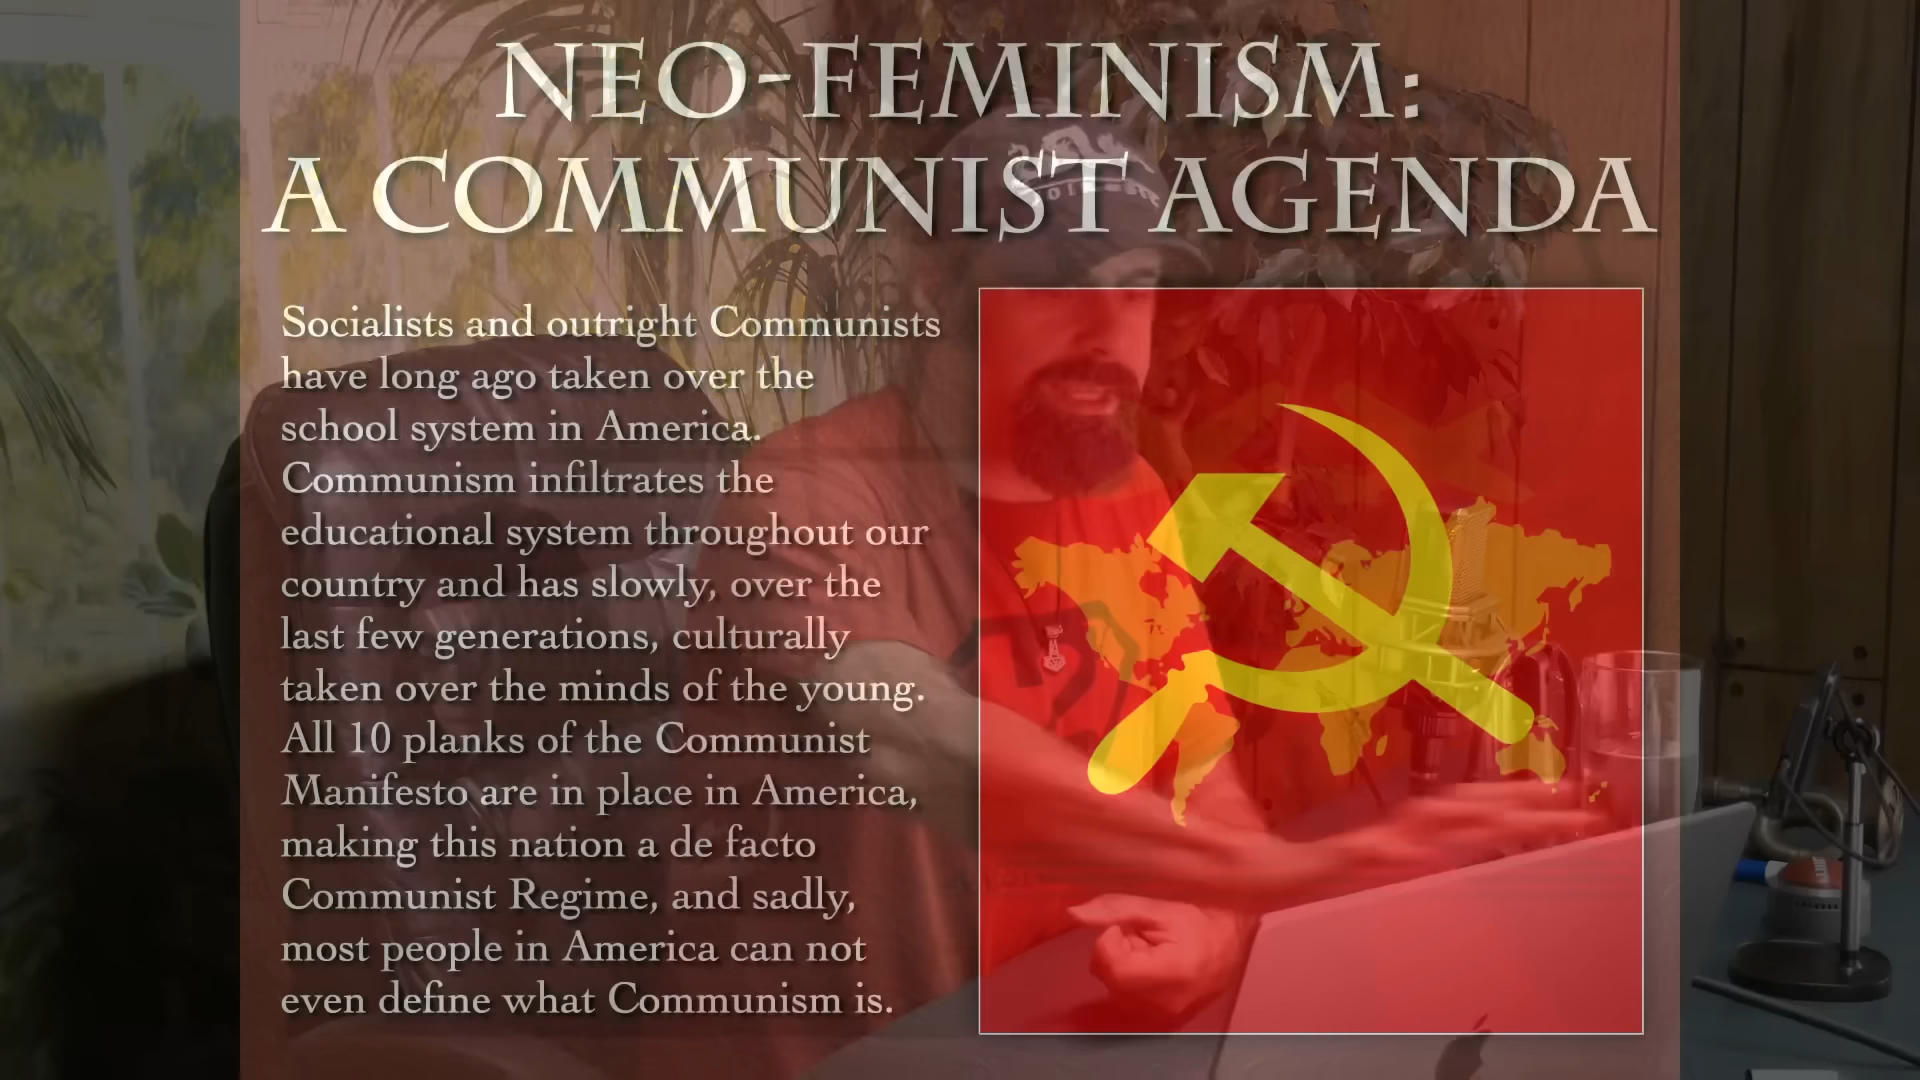 NEO-FEMINISM:
A COMMUNIST AGENDA
Socialists and outright Communists
have long ago taken over the
school system in America.
Communism infiltrates the
educational system throughout our
country and has slowly, over the
last few generations, culturally
taken over the minds of the young.
All 10 planks of the Communist
Manifesto are in place in America,
making this nation a de facto
Communist Regime, and sadly,
most people in America can not
even define what Communism is.